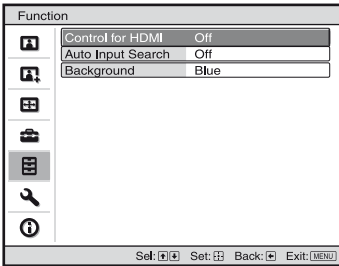 Function
Control for HDMI Off
Auto Input Search Off
Background Blue
Sel: Set: Back: Exit: MENU